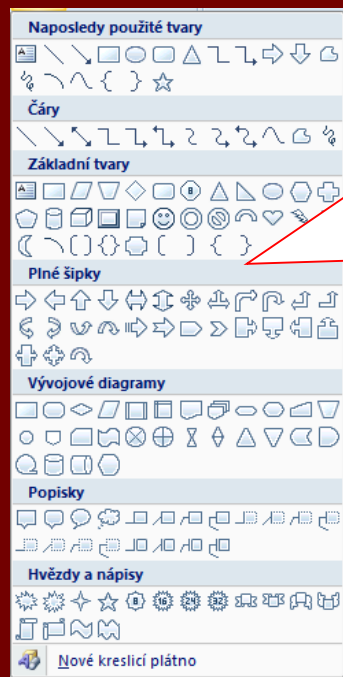 Naposledy použité tvary
Čáry
Základní tvary
Plné šipky
Vývojové diagramy
Popisky
Hvězdy a nápisy
Nové kreslicí plátno